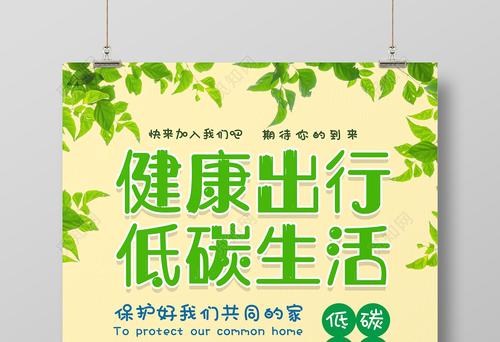 快来加入我们吧 期待你的到来
健康出行
低碳生活
保护好我们共同的家
To protect our common home
低碳